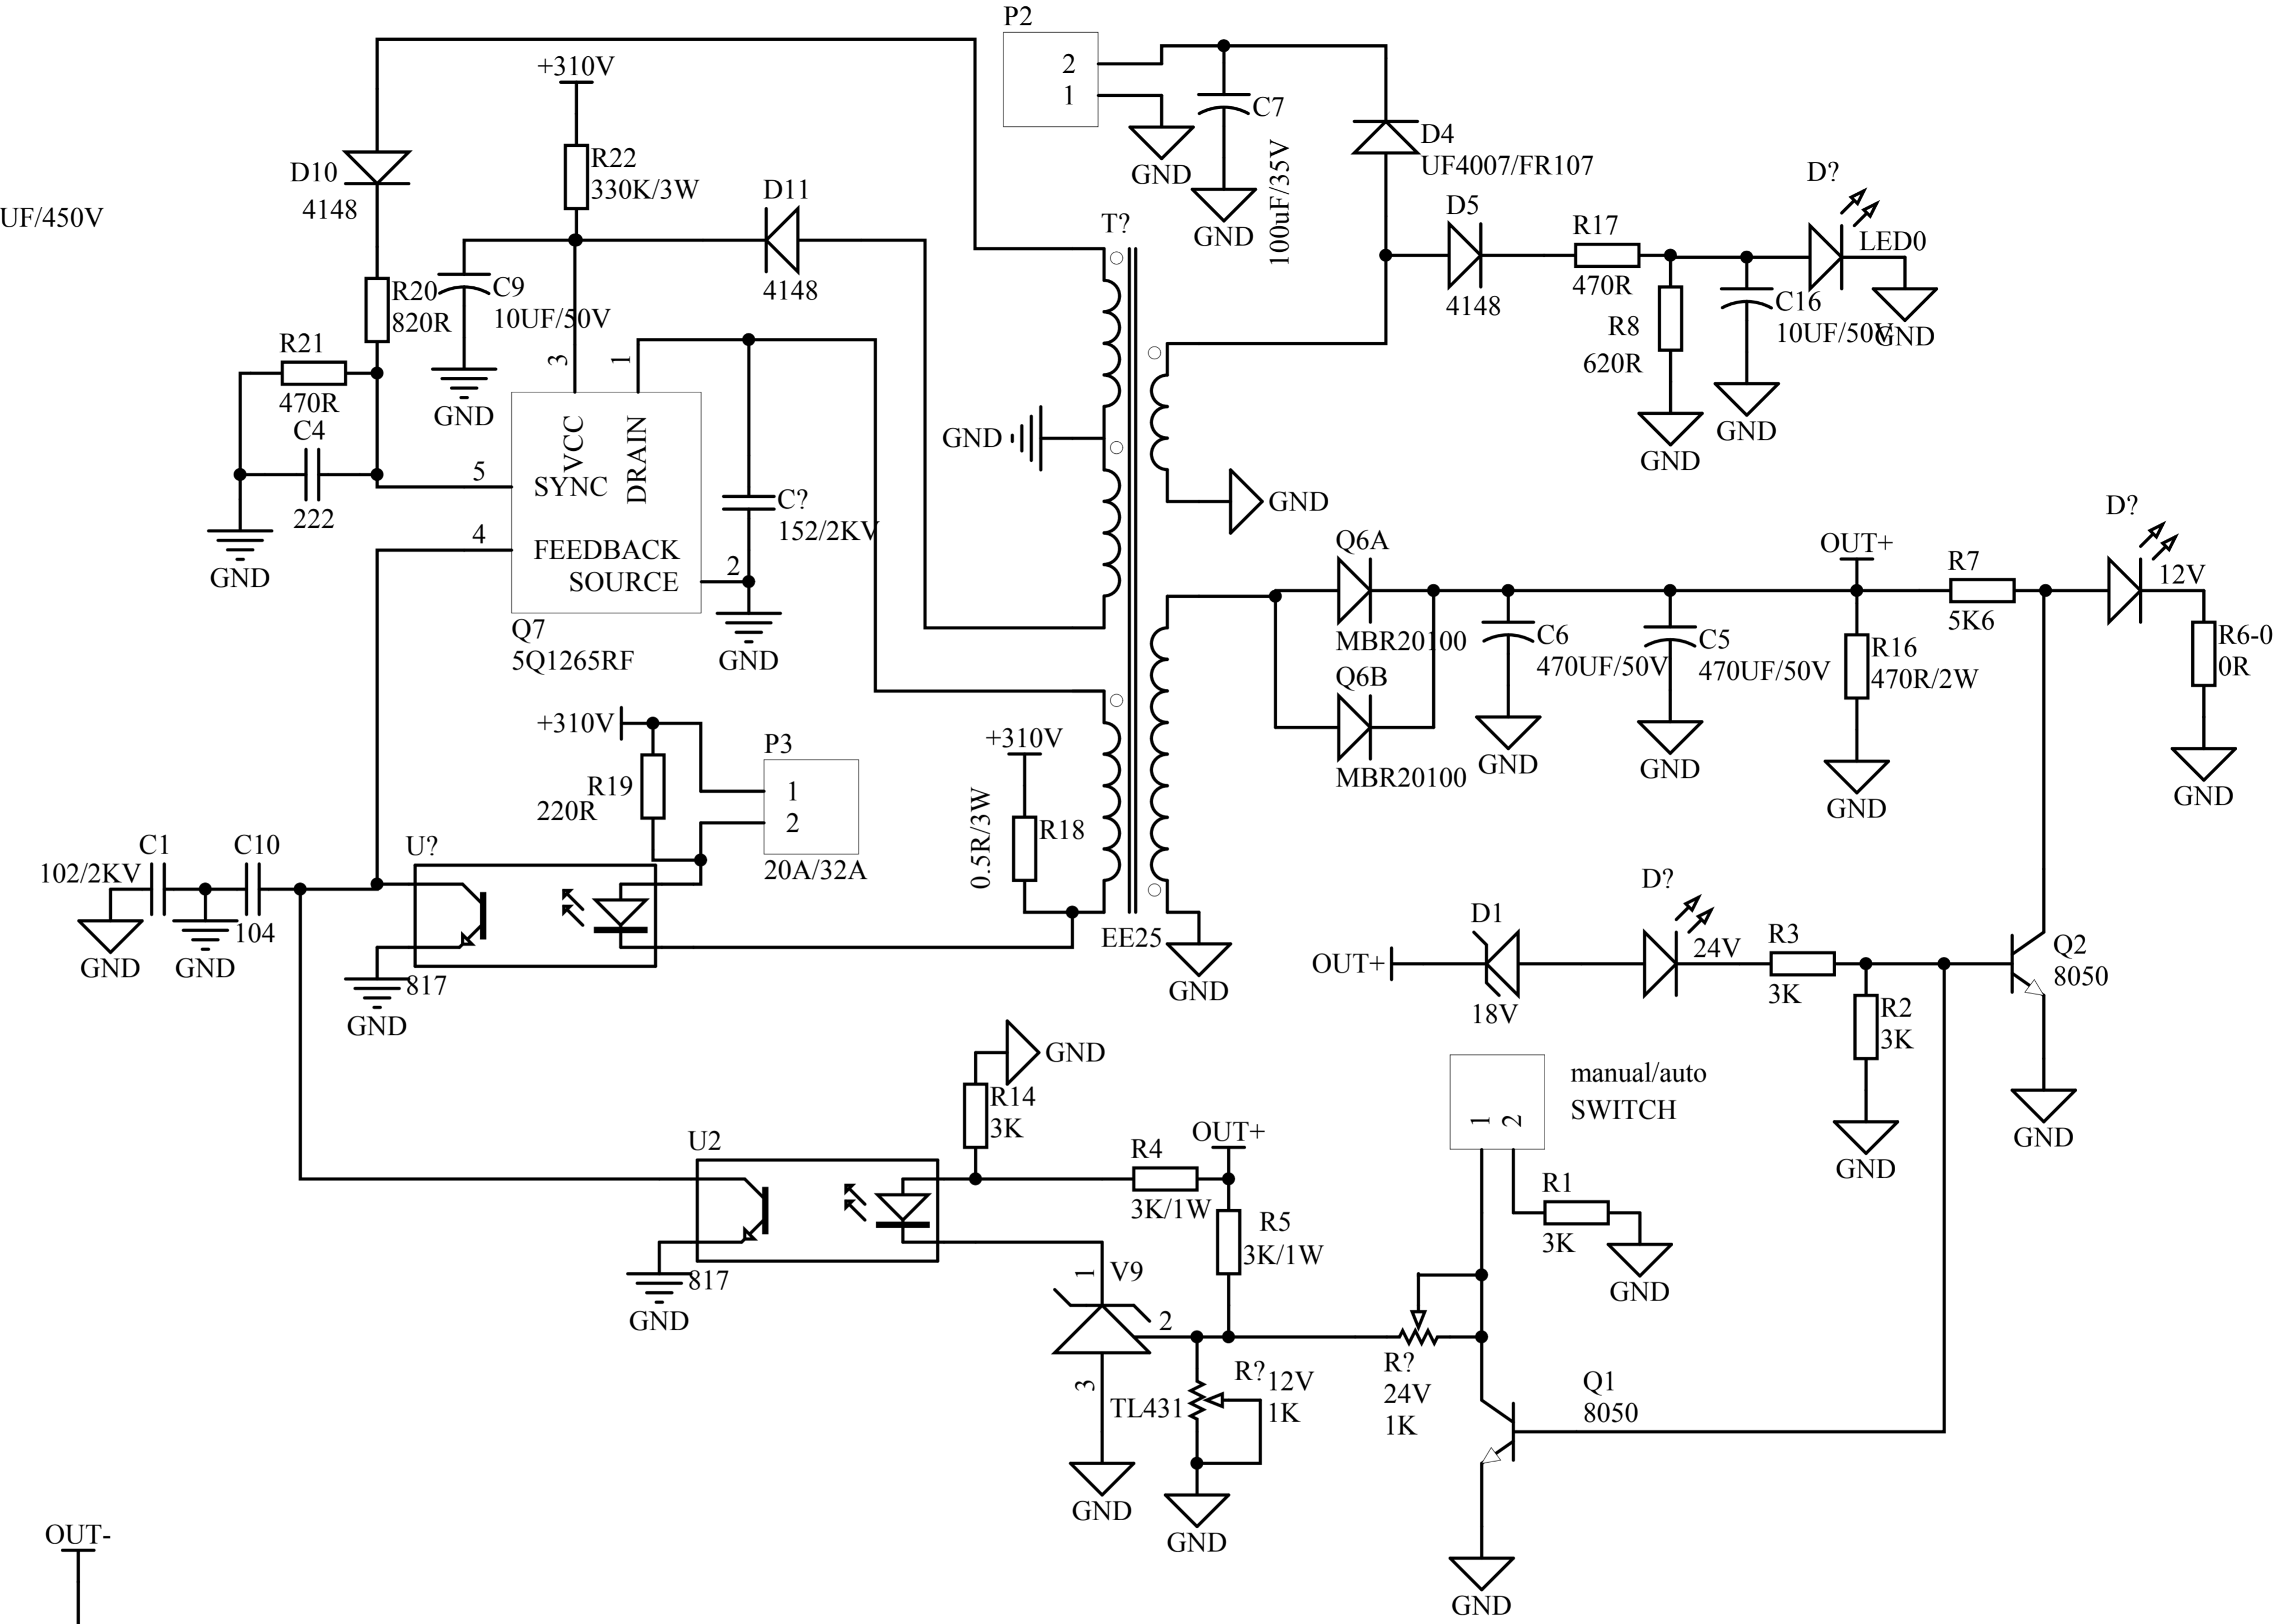 P2
2
1
C7
100uF/35V
GND
GND
+310V
R22
330K/3W
D10
4148
UF/450V
D11
4148
T?
D4
UF4007/FR107
D5
4148
R17
470R
D?
LED0
GND
R8
620R
C16
10UF/50V
GND
GND
R20
820R
C9
10UF/50V
GND
R21
470R
C4
222
GND
3
1
VCC
DRAIN
5
SYNC
4
FEEDBACK
SOURCE
2
Q7
5Q1265RF
C?
152/2KV
GND
GND
GND
Q6A
MBR20100
Q6B
MBR20100
C6
470UF/50V
GND
C5
470UF/50V
GND
OUT+
R16
470R/2W
GND
R7
5K6
D?
12V
R6-0
0R
GND
+310V
R19
220R
P3
1
2
20A/32A
+310V
0.5R/3W
R18
EE25
GND
C1
102/2KV
C10
104
GND
GND
U?
817
GND
OUT+
D1
18V
D?
24V
R3
3K
R2
3K
GND
Q2
8050
GND
GND
R14
3K
U2
817
GND
R4
3K/1W
OUT+
R5
3K/1W
1
2
manual/auto
SWITCH
R1
3K
GND
1
V9
2
3
TL431
GND
R?
12V
1K
GND
R?
24V
1K
Q1
8050
GND
OUT-